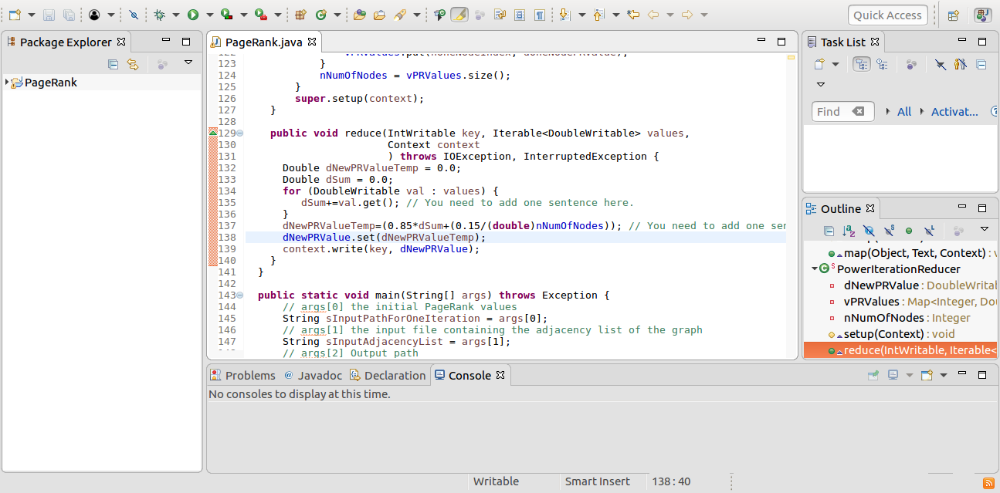 Quick Access
Package Explorer
PageRank
PageRank.java
123 }
124 nNumOfNodes = vPRValues.size();
125 }
126 super.setup(context);
127 }
128
129 public void reduce(IntWritable key, Iterable<DoubleWritable> values,
130 Context context
131 ) throws IOException, InterruptedException {
132 Double dNewPRValueTemp = 0.0;
133 Double dSum = 0.0;
134 for (DoubleWritable val : values) {
135 dSum+=val.get(); // You need to add one sentence here.
136 }
137 dNewPRValueTemp=(0.85*dSum+(0.15/(double)nNumOfNodes)); // You need to add one sen
138 dNewPRValue.set(dNewPRValueTemp);
139 context.write(key, dNewPRValue);
140 }
141 }
142
143 public static void main(String[] args) throws Exception {
144 // args[0] the initial PageRank values
145 String sInputPathForOneIteration = args[0];
146 // args[1] the input file containing the adjacency list of the graph
147 String sInputAdjacencyList = args[1];
// args[2] Output path
Task List
Find All Activat...
Outline
map(Object, Text, Context) : v
PowerIterationReducer
dNewPRValue : DoubleWritab
vPRValues : Map<Integer, Dou
nNumOfNodes : Integer
setup(Context) : void
reduce(IntWritable, Iterable<
Problems @ Javadoc Declaration Console
No consoles to display at this time.
Writable Smart Insert 138 : 40